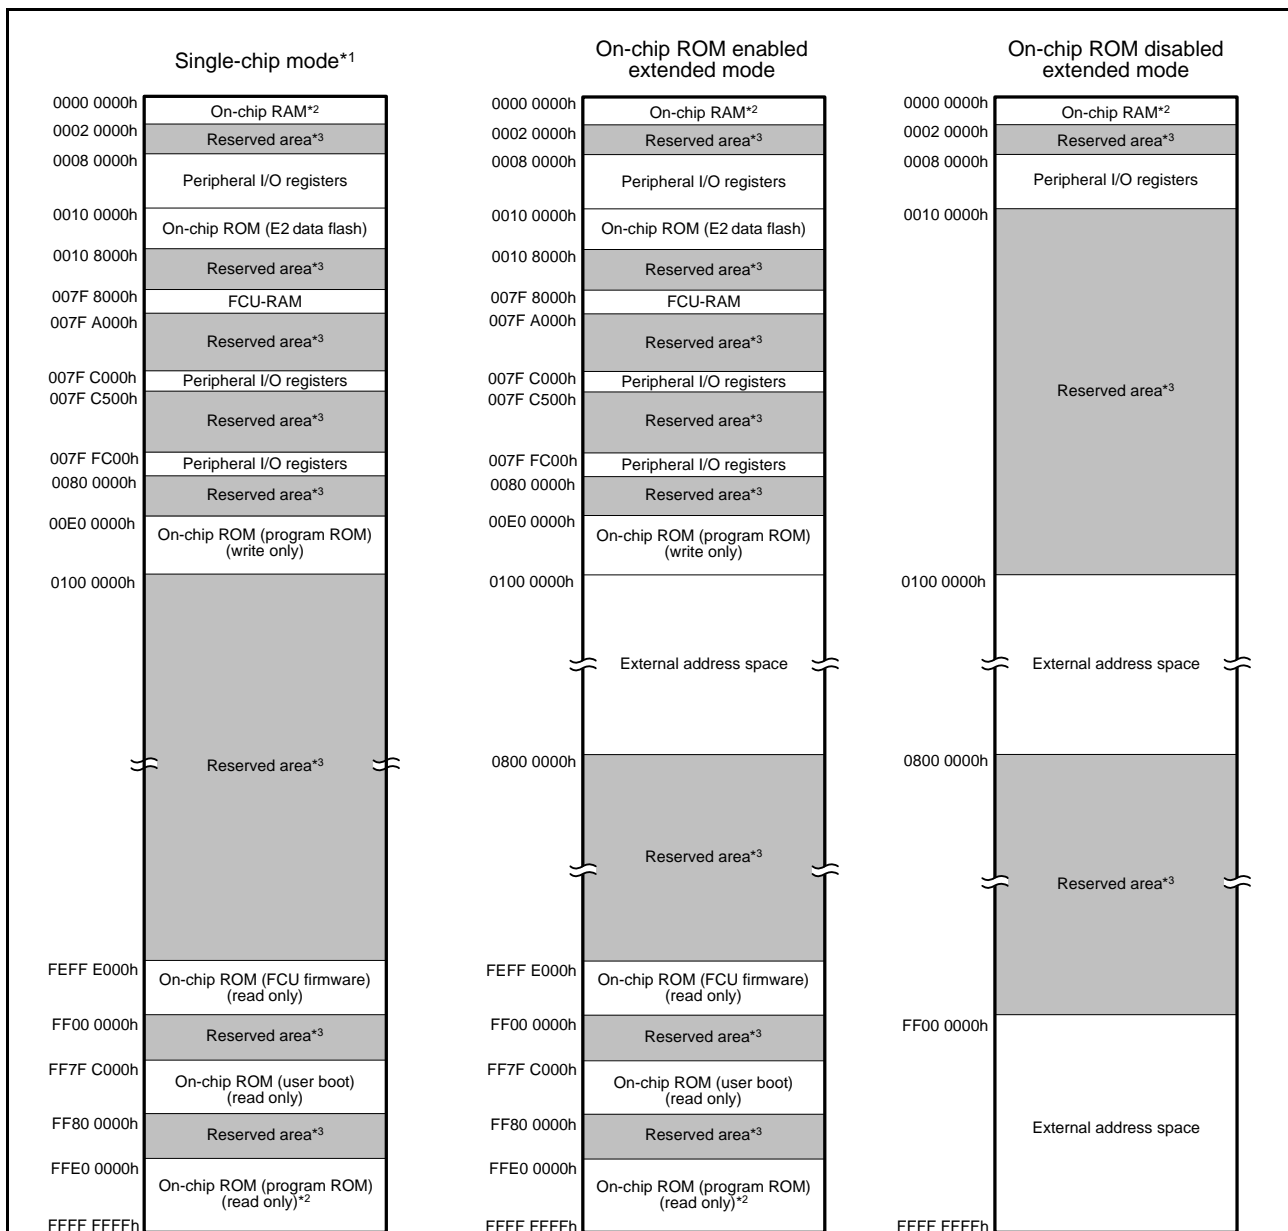 Single-chip mode*1
0000 0000h
On-chip RAM*2
0002 0000h
Reserved area*3
0008 0000h
Peripheral I/O registers
0010 0000h
On-chip ROM (E2 data flash)
0010 8000h
Reserved area*3
007F 8000h
FCU-RAM
007F A000h
Reserved area*3
007F C000h
Peripheral I/O registers
007F C500h
Reserved area*3
007F FC00h
Peripheral I/O registers
0080 0000h
Reserved area*3
00E0 0000h
On-chip ROM (program ROM)
(write only)
0100 0000h
Reserved area*3
FEFF E000h
On-chip ROM (FCU firmware)
(read only)
FF00 0000h
Reserved area*3
FF7F C000h
On-chip ROM (user boot)
(read only)
FF80 0000h
Reserved area*3
FFE0 0000h
On-chip ROM (program ROM)
(read only)*2
FFFF FFFFh
On-chip ROM enabled
extended mode
0000 0000h
On-chip RAM*2
0002 0000h
Reserved area*3
0008 0000h
Peripheral I/O registers
0010 0000h
On-chip ROM (E2 data flash)
0010 8000h
Reserved area*3
007F 8000h
FCU-RAM
007F A000h
Reserved area*3
007F C000h
Peripheral I/O registers
007F C500h
Reserved area*3
007F FC00h
Peripheral I/O registers
0080 0000h
Reserved area*3
00E0 0000h
On-chip ROM (program ROM)
(write only)
0100 0000h
External address space
0800 0000h
Reserved area*3
FEFF E000h
On-chip ROM (FCU firmware)
(read only)
FF00 0000h
Reserved area*3
FF7F C000h
On-chip ROM (user boot)
(read only)
FF80 0000h
Reserved area*3
FFE0 0000h
On-chip ROM (program ROM)
(read only)*2
FFFF FFFFh
On-chip ROM disabled
extended mode
0000 0000h
On-chip RAM*2
0002 0000h
Reserved area*3
0008 0000h
Peripheral I/O registers
0010 0000h
Reserved area*3
0100 0000h
External address space
0800 0000h
Reserved area*3
FF00 0000h
External address space
FFFF FFFFh